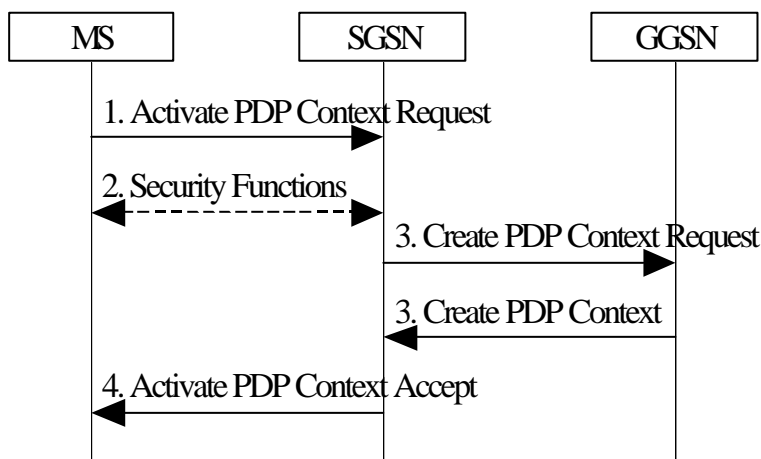 MS
SGSN
GGSN
1. Activate PDP Context Request
2. Security Functions
3. Create PDP Context Request
3. Create PDP Context
4. Activate PDP Context Accept